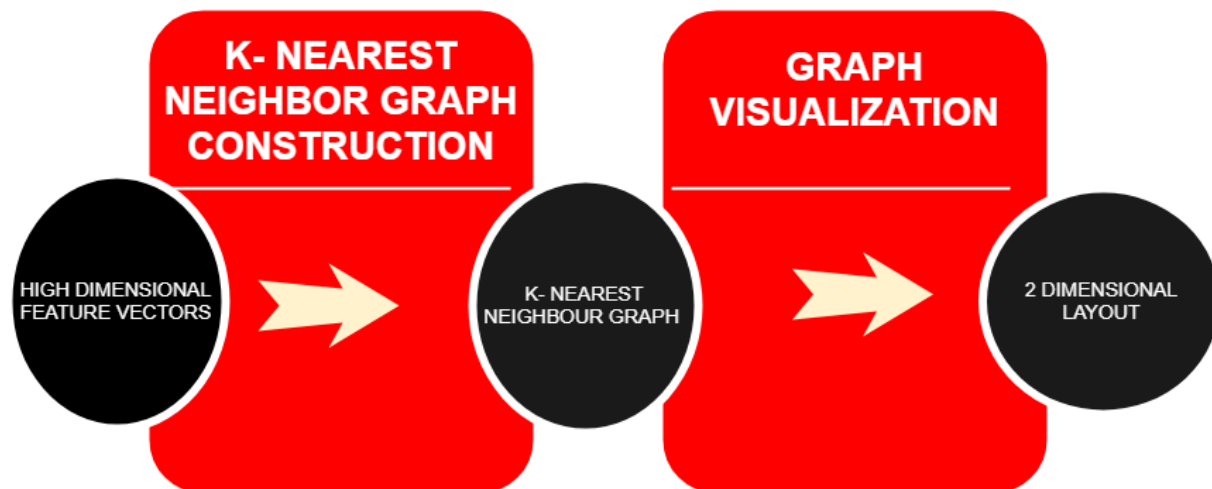 K- NEAREST
NEIGHBOR GRAPH
CONSTRUCTION
GRAPH
VISUALIZATION
HIGH DIMENSIONAL
FEATURE VECTORS
K- NEAREST
NEIGHBOUR GRAPH
2 DIMENSIONAL
LAYOUT